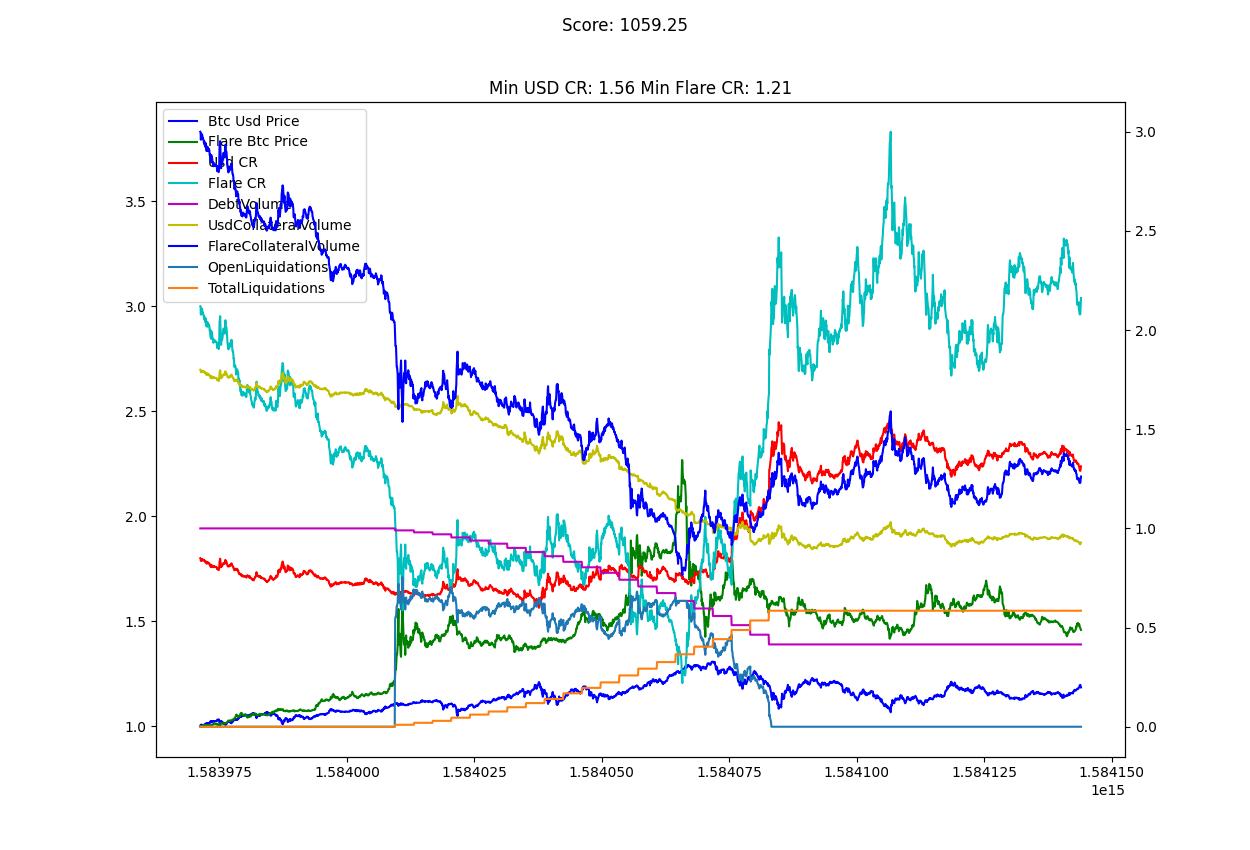 Score: 1059.25
Min USD CR: 1.56 Min Flare CR: 1.21
Btc Usd Price
Flare Btc Price
Usd CR
Flare CR
DebtVolume
UsdCollateralVolume
FlareCollateralVolume
OpenLiquidations
TotalLiquidations
3.5
3.0
2.5
2.0
1.5
1.0
3.0
2.5
2.0
1.5
1.0
0.5
0.0
1.583975 1.584000 1.584025 1.584050 1.584075 1.584100 1.584125 1.584150
1e15